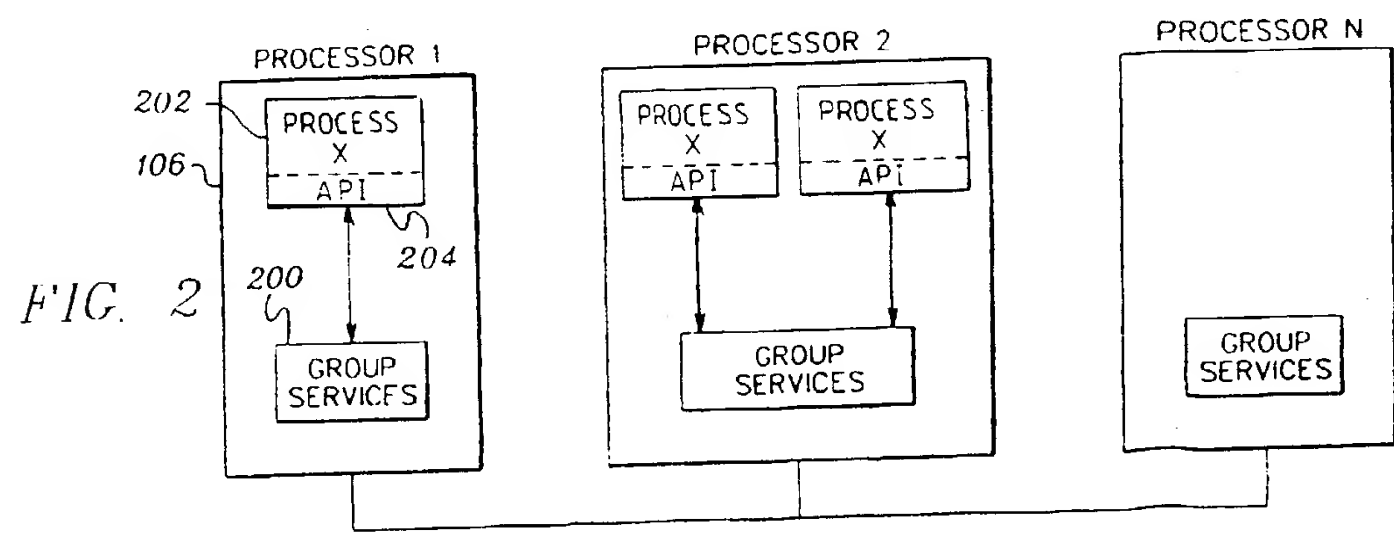 PROCESSOR 1
PROCESSOR 2
PROCESSOR N
202
PROCESS
X
API
106
204
200
GROUP
SERVICES
PROCESS
X
API
PROCESS
X
API
GROUP
SERVICES
GROUP
SERVICES
FIG. 2